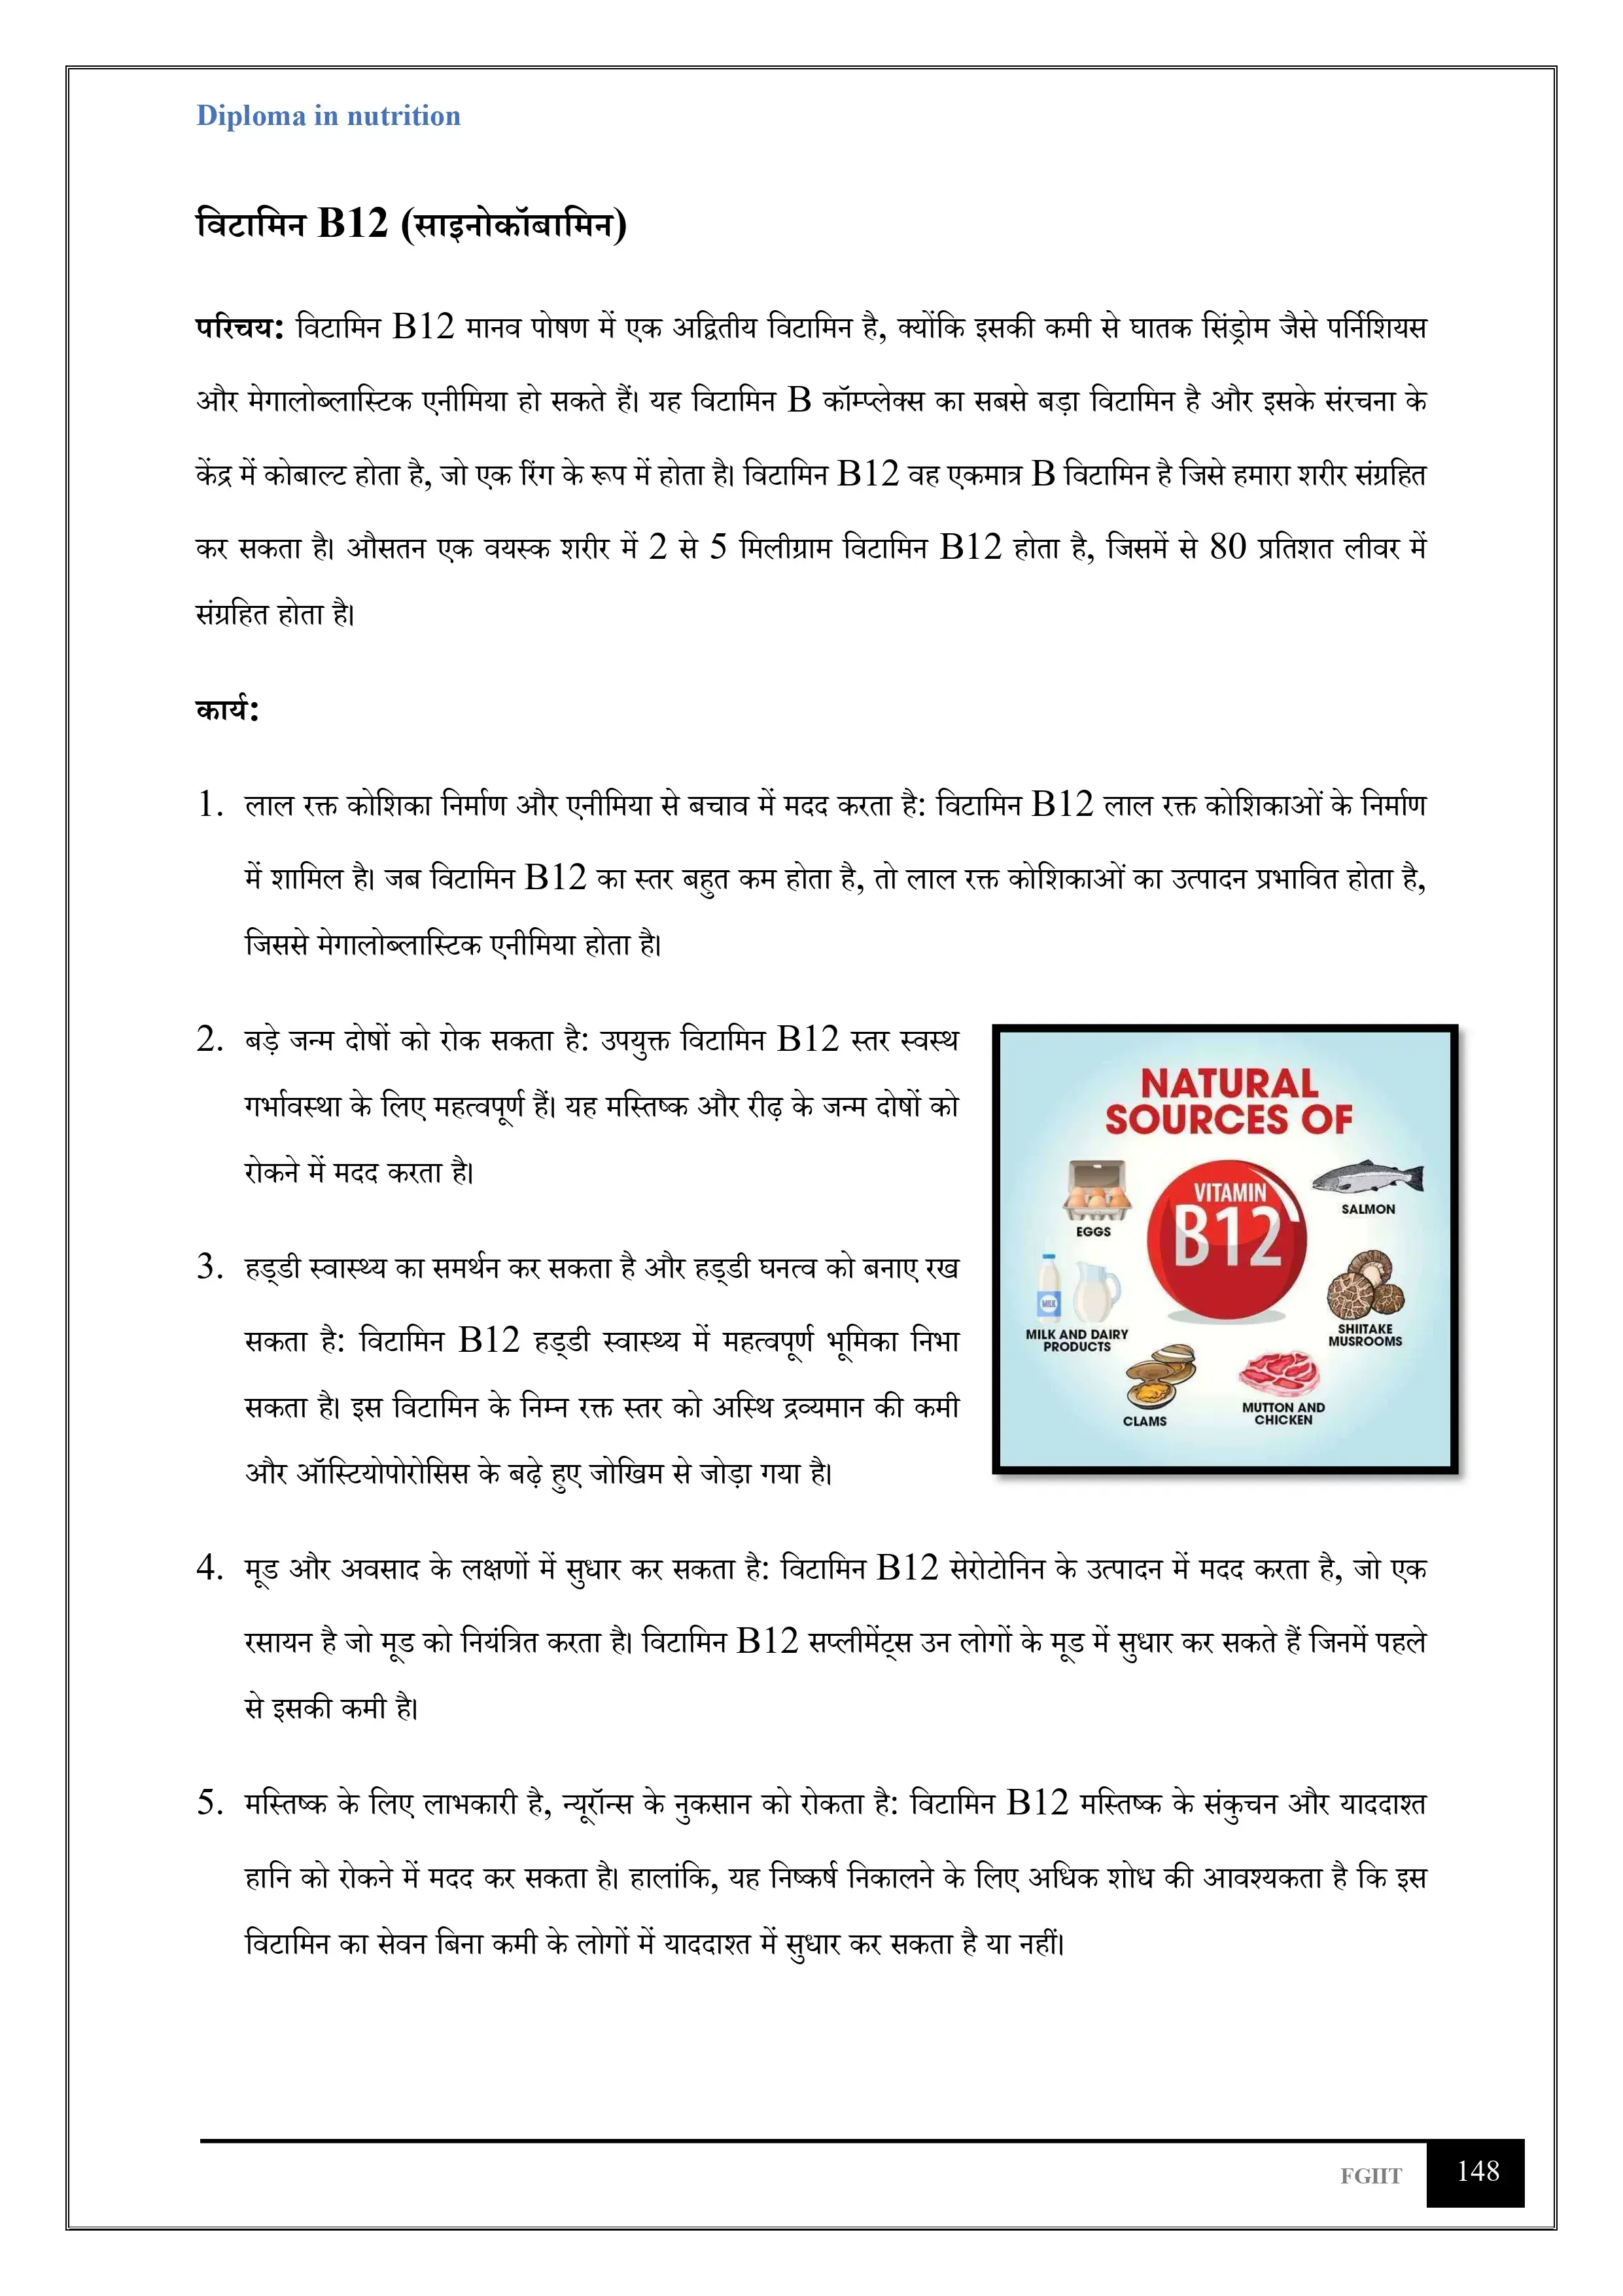 Diploma in nutrition
विटामिन B12 (साइनोकॉबामिन)
परिचय: विटामिन B12 मानव पोषण में एक अद्वितीय विटामिन है, क्योंकि इसकी कमी से घातक सिंड्रोम जैसे पर्निशियस
और मेगालोब्लास्टिक एनीमिया हो सकते हैं। यह विटामिन B कॉम्प्लेक्स का सबसे बड़ा विटामिन है और इसके संरचना के
केंद्र में कोबाल्ट होता है, जो एक रिंग के रूप में होता है। विटामिन B12 वह एकमात्र B विटामिन है जिसे हमारा शरीर संग्रहित
कर सकता है। औसतन एक वयस्क शरीर में 2 से 5 मिलीग्राम विटामिन B12 होता है, जिसमें से 80 प्रतिशत लीवर में
संग्रहित होता है।
कार्य:
1. लाल रक्त कोशिका निर्माण और एनीमिया से बचाव में मदद करता है: विटामिन B12 लाल रक्त कोशिकाओं के निर्माण
में शामिल है। जब विटामिन B12 का स्तर बहुत कम होता है, तो लाल रक्त कोशिकाओं का उत्पादन प्रभावित होता है,
जिससे मेगालोब्लास्टिक एनीमिया होता है।
2. बड़े जन्म दोषों को रोक सकता है: उपयुक्त विटामिन B12 स्तर स्वस्थ
गर्भावस्था के लिए महत्वपूर्ण हैं। यह मस्तिष्क और रीढ़ के जन्म दोषों को
रोकने में मदद करता है।
3. हड्डी स्वास्थ्य का समर्थन कर सकता है और हड्डी घनत्व को बनाए रख
सकता है: विटामिन B12 हड्डी स्वास्थ्य में महत्वपूर्ण भूमिका निभा
सकता है। इस विटामिन के निम्न रक्त स्तर को अस्थि द्रव्यमान की कमी
और ऑस्टियोपोरोसिस के बढ़े हुए जोखिम से जोड़ा गया है।
NATURAL
SOURCES OF
VITAMIN
B12
EGGS
SALMON
MILK
MILK AND DAIRY
PRODUCTS
SHIITAKE
MUSROOMS
CLAMS
MUTTON AND
CHICKEN
4. मूड और अवसाद के लक्षणों में सुधार कर सकता है: विटामिन B12 सेरोटोनिन के उत्पादन में मदद करता है, जो एक
रसायन है जो मूड को नियंत्रित करता है। विटामिन B12 सप्लीमेंट्स उन लोगों के मूड में सुधार कर सकते हैं जिनमें पहले
से इसकी कमी है।
5. मस्तिष्क के लिए लाभकारी है, न्यूरॉन्स के नुकसान को रोकता है: विटामिन B12 मस्तिष्क के संकुचन और याददाश्त
हानि को रोकने में मदद कर सकता है। हालांकि, यह निष्कर्ष निकालने के लिए अधिक शोध की आवश्यकता है कि इस
विटामिन का सेवन बिना कमी के लोगों में याददाश्त में सुधार कर सकता है या नहीं।
FGIIT 148